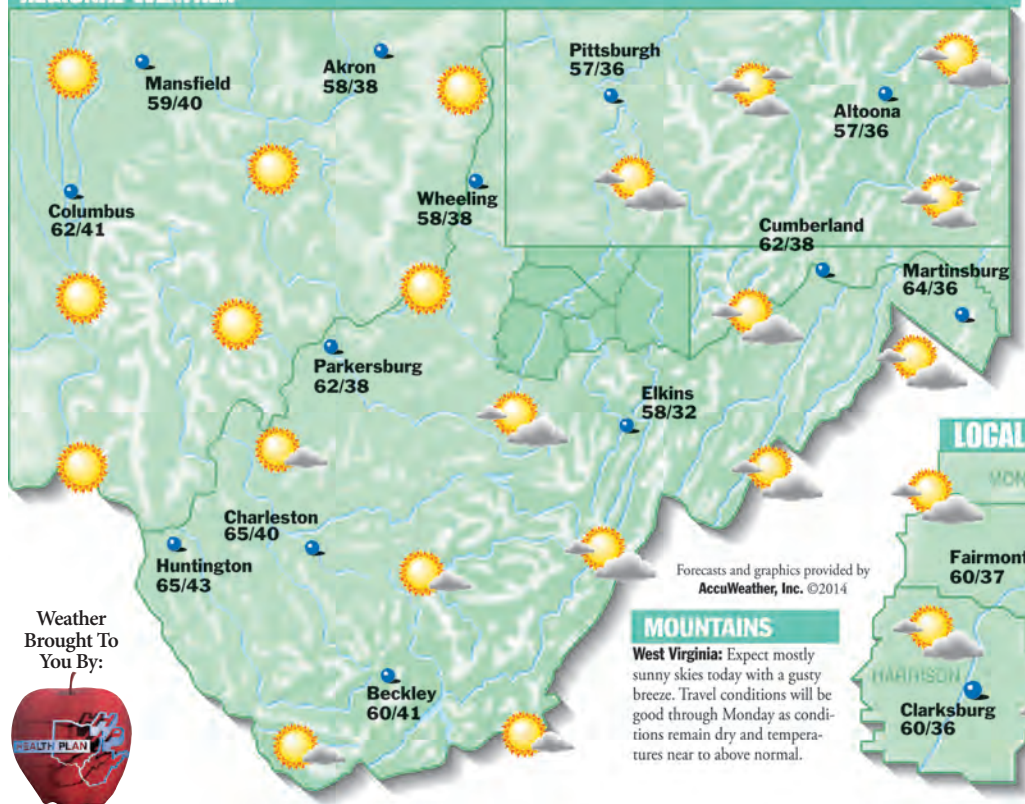 Mansfield
59/40
Akron
58/38
Pittsburgh
57/36
Altoona
57/36
Columbus
62/41
Wheeling
58/38
Cumberland
62/38
Martinsburg
64/36
Parkersburg
62/38
Elkins
58/32
Charleston
65/40
Huntington
65/43
Beckley
60/41
Weather
Brought To
You By:
HEALTH PLAN
Forecasts and graphics provided by
AccuWeather, Inc. ©2014
MOUNTAINS
West Virginia: Expect mostly
sunny skies today with a gusty
breeze. Travel conditions will be
good through Monday as condi-
tions remain dry and tempera-
tures near to above normal.
LOCAL
MON
Fairmont
60/37
HARRISON
Clarksburg
60/36